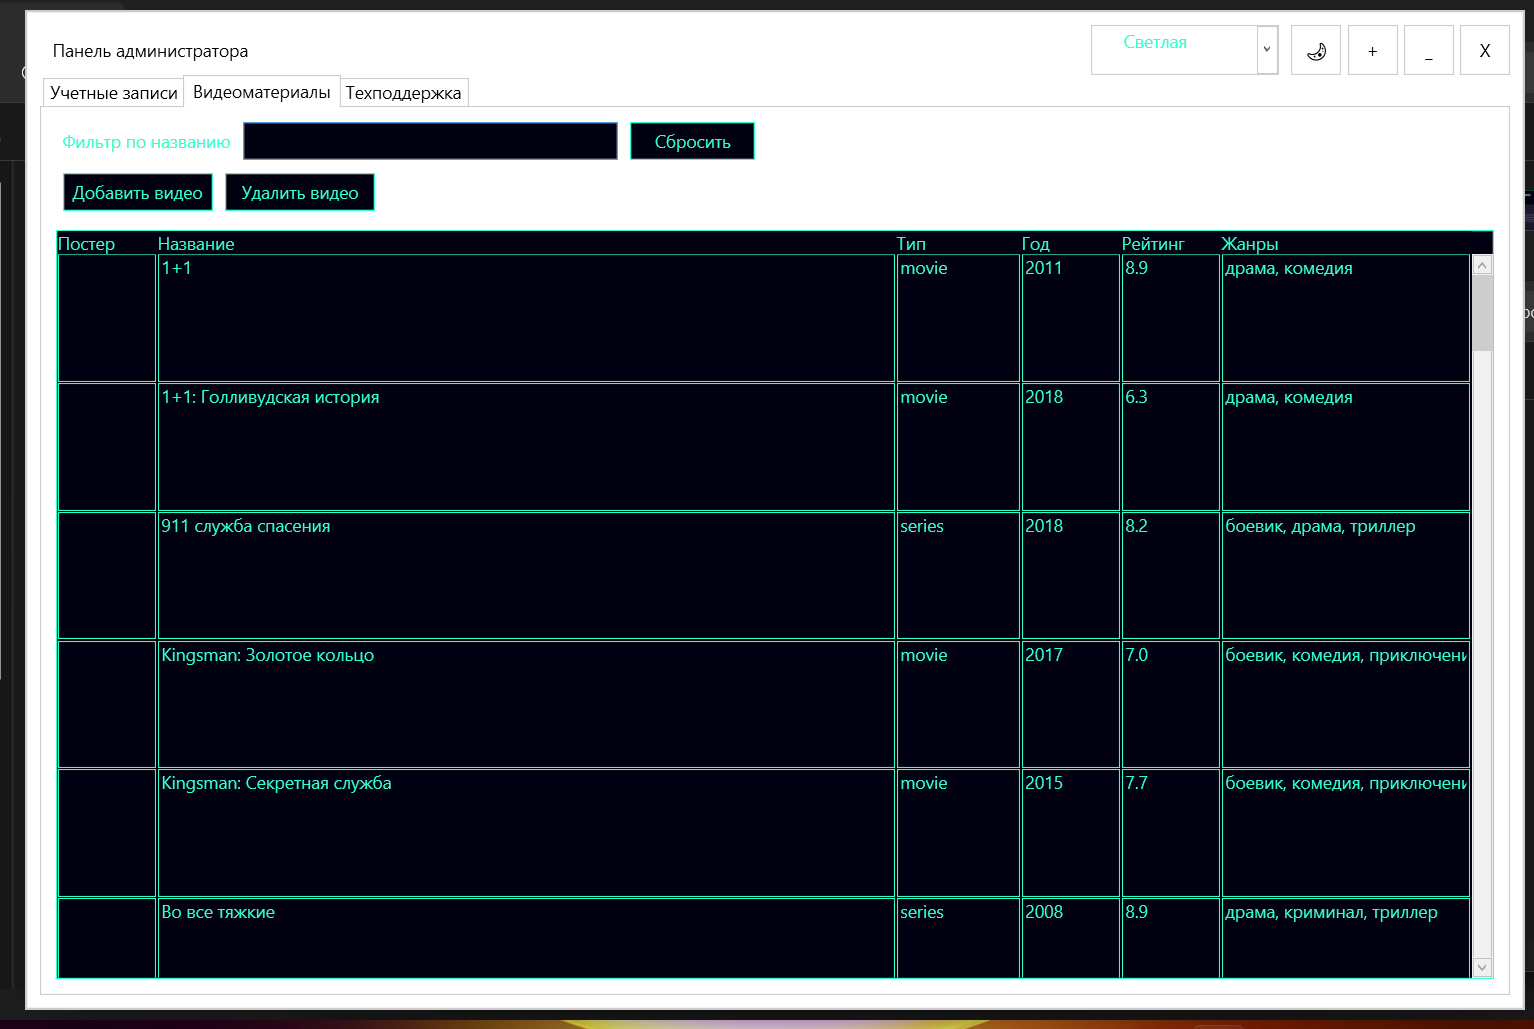 Панель администратора
Светлая
+
_
X
Учетные записи Видеоматериалы Техподдержка
Фильтр по названию Сбросить
Добавить видео Удалить видео
Постер Название Тип Год Рейтинг Жанры
1+1 movie 2011 8.9 драма, комедия
1+1: Голливудская история movie 2018 6.3 драма, комедия
911 служба спасения series 2018 8.2 боевик, драма, триллер
Kingsman: Золотое кольцо movie 2017 7.0 боевик, комедия, приключени
Kingsman: Секретная служба movie 2015 7.7 боевик, комедия, приключени
Во все тяжкие series 2008 8.9 драма, криминал, триллер